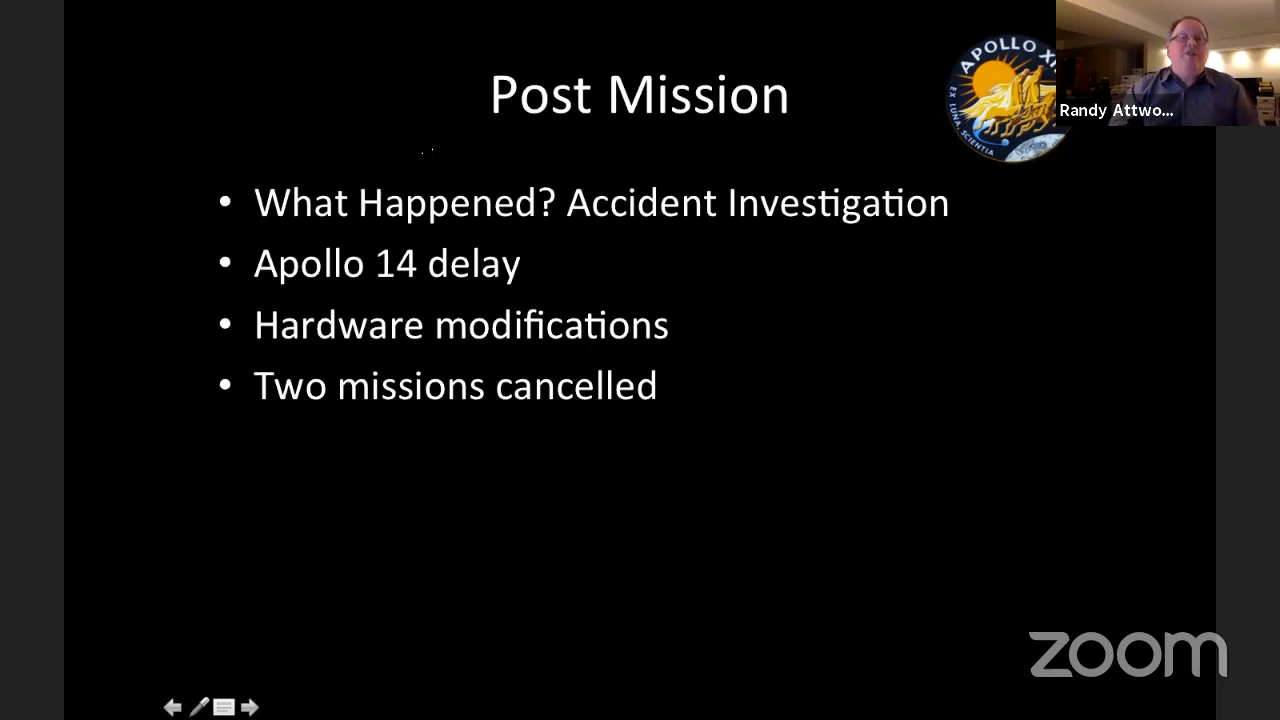 Post Mission
APOLLO XI
EX LUNA, SCIENTIA
Randy Attwo...
• What Happened? Accident Investigation
• Apollo 14 delay
• Hardware modifications
• Two missions cancelled
zoom